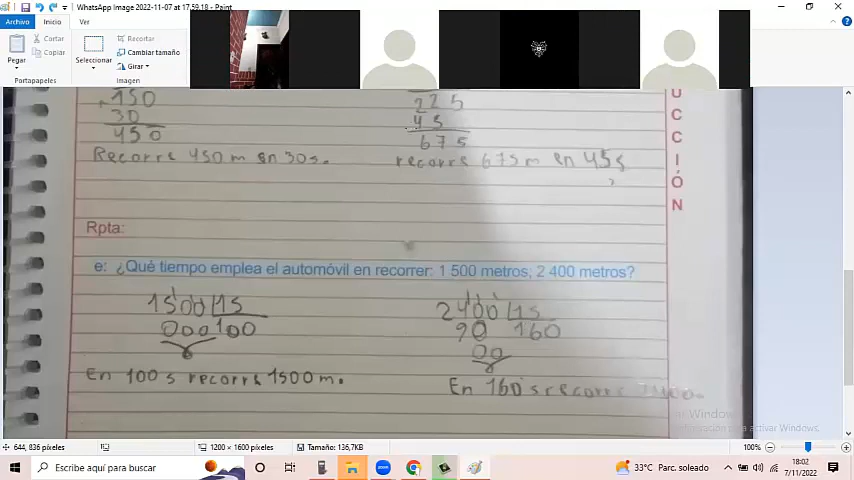 WhatsApp Image 2022-11-07 at 17.59.18 - Paint
Archivo Inicio Ver
Pegar
Cortar
Copiar
Portapapeles
Seleccionar
Recortar
Cambiar tamaño
Girar
Imagen
+ 150
30
450
Recorre 450 m en 30s.
225
45
675
recorre 675 m en 45s
U
C
C
I
Ó
N
Rpta:
e: ¿Qué tiempo emplea el automóvil en recorrer: 1 500 metros; 2 400 metros?
1500 15
000 100
0
En 100 s recorre 1500 m.
2400 15
90 160
00
En 160 s recorre
activar Windows.
644, 836 píxeles
1200 × 1600 píxeles
Tamaño: 136,7KB
100%
Escribe aquí para buscar
33°C Parc. soleado
18:02
7/11/2022